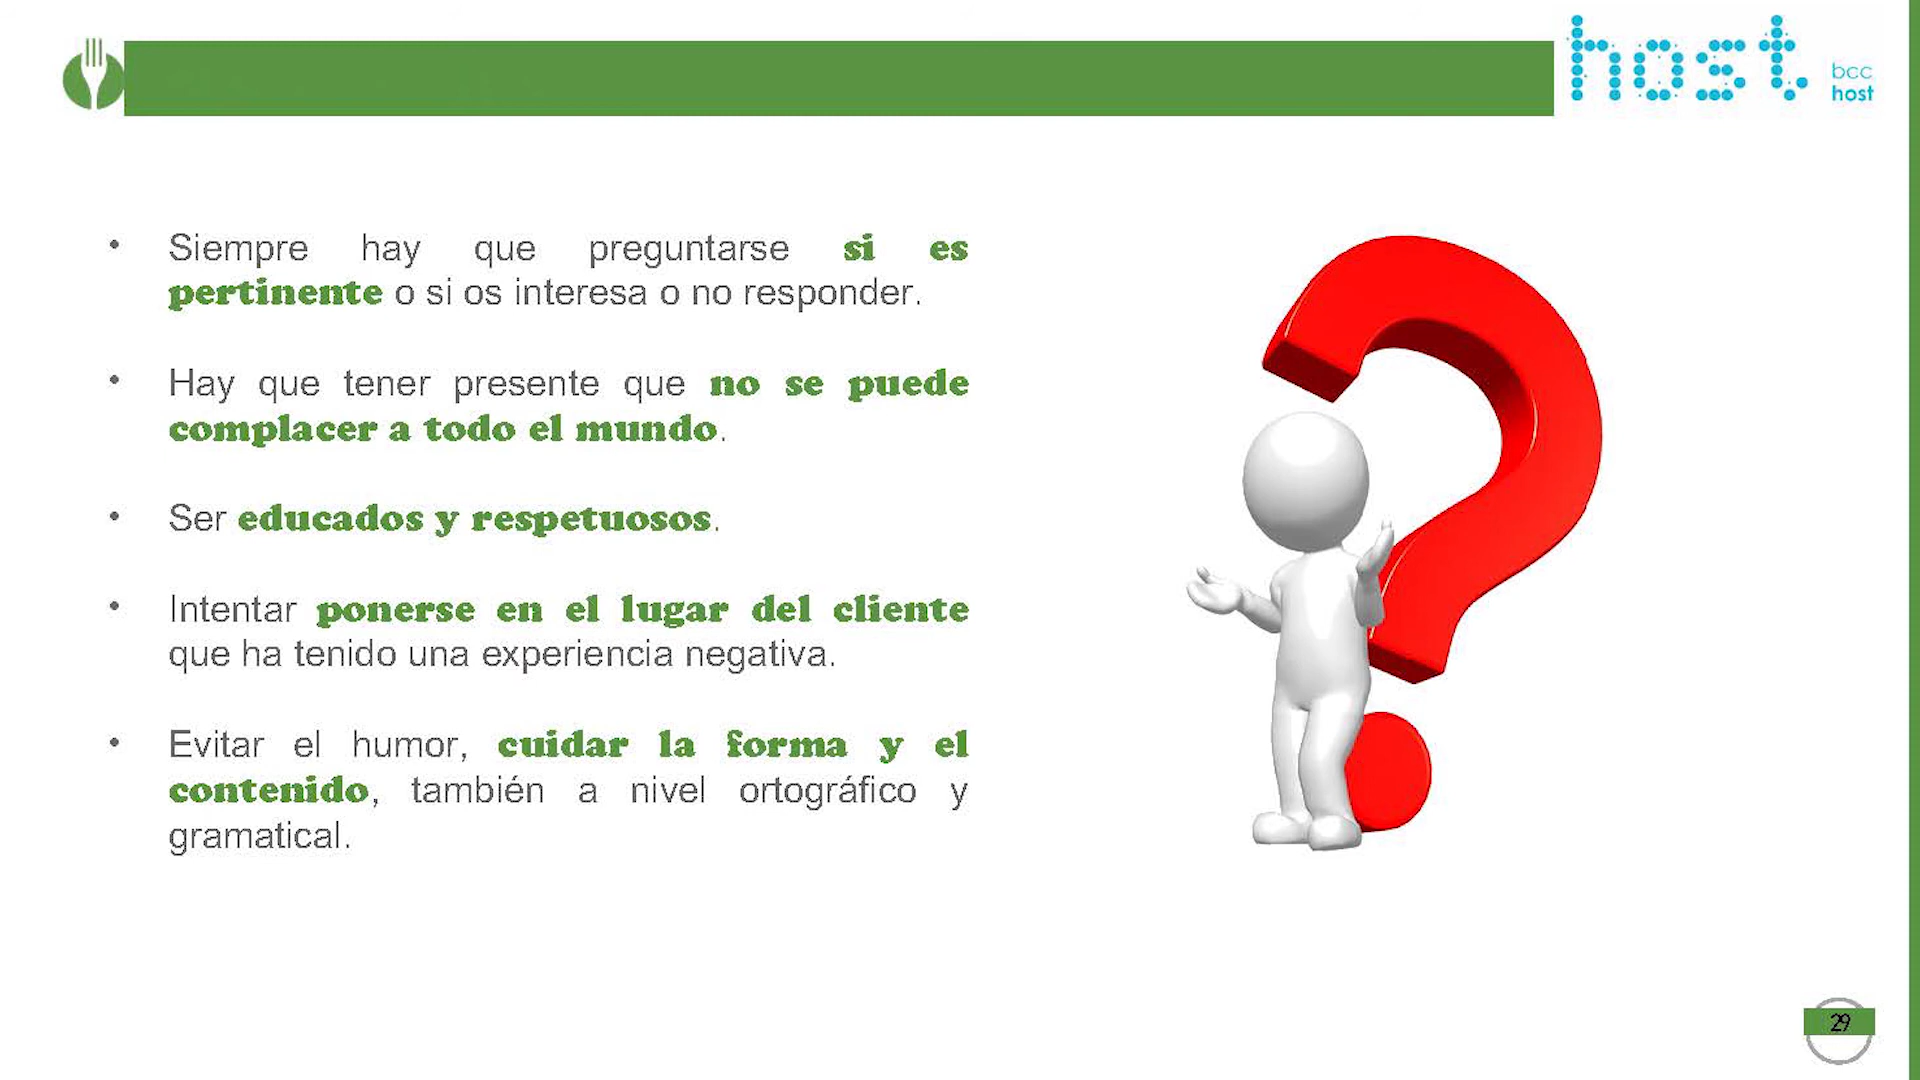 host
bcc
host
• Siempre hay que preguntarse si es
pertinente o si os interesa o no responder.
• Hay que tener presente que no se puede
complacer a todo el mundo.
• Ser educados y respetuosos.
• Intentar ponerse en el lugar del cliente
que ha tenido una experiencia negativa.
• Evitar el humor, cuidar la forma y el
contenido, también a nivel ortográfico y
gramatical.
29